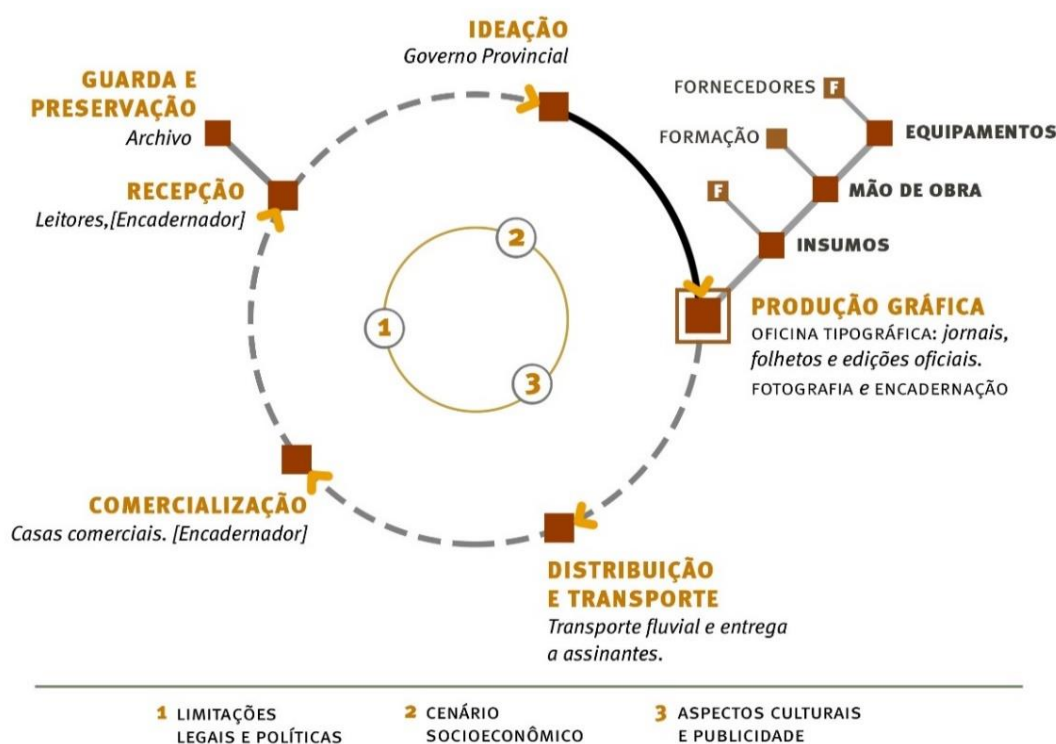 IDEAÇÃO
Governo Provincial
GUARDA E
PRESERVAÇÃO
Archivo
RECEPÇÃO
Leitores,[Encadernador]
FORNECEDORES F
EQUIPAMENTOS
FORMAÇÃO
MÃO DE OBRA
F
INSUMOS
PRODUÇÃO GRÁFICA
OFICINA TIPOGRÁFICA: jornais,
folhetos e edições oficiais.
FOTOGRAFIA e ENCADERNAÇÃO
2
1
3
COMERCIALIZAÇÃO
Casas comerciais. [Encadernador]
DISTRIBUIÇÃO
E TRANSPORTE
Transporte fluvial e entrega
a assinantes.
1 LIMITAÇÕES
LEGAIS E POLÍTICAS
2 CENÁRIO
SOCIOECONÔMICO
3 ASPECTOS CULTURAIS
E PUBLICIDADE